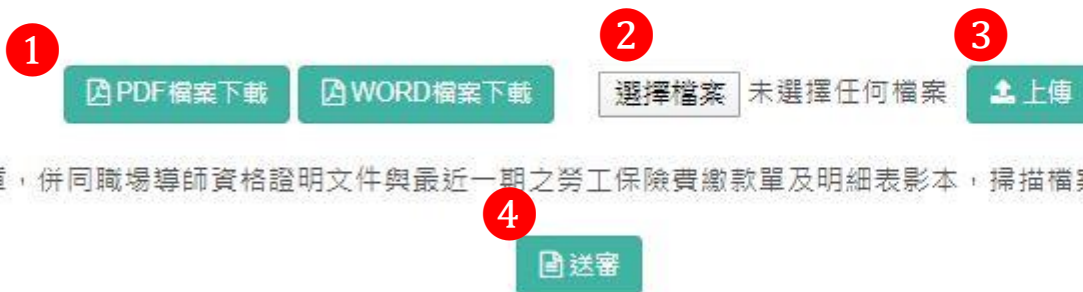 1 2 3
PDF檔案下載 WORD檔案下載 選擇檔案 未選擇任何檔案 上傳
，併同職場導師資格證明文件與最近一期之勞工保險費繳款單及明細表影本，掃描檔案
4
送審